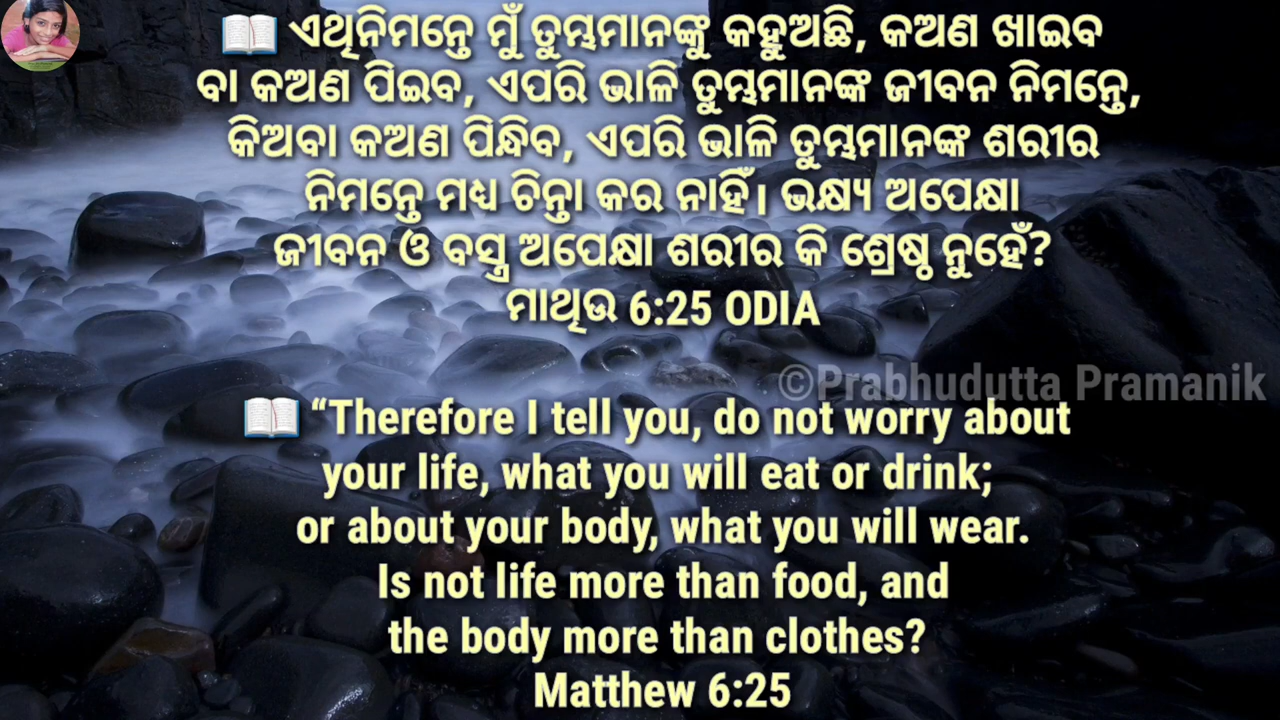 📖 ଏଥିନିମନ୍ତେ ମୁଁ ତୁମ୍ଭମାନଙ୍କୁ କହୁଅଛି, କଅଣ ଖାଇବ
ବା କଅଣ ପିଇବ, ଏପରି ଭାଳି ତୁମ୍ଭମାନଙ୍କ ଜୀବନ ନିମନ୍ତେ,
କିଅବା କଅଣ ପିନ୍ଧିବ, ଏପରି ଭାଳି ତୁମ୍ଭମାନଙ୍କ ଶରୀର
ନିମନ୍ତେ ମଧ୍ୟ ଚିନ୍ତା କର ନାହିଁ। ଭକ୍ଷ୍ୟ ଅପେକ୍ଷା
ଜୀବନ ଓ ବସ୍ତ୍ର ଅପେକ୍ଷା ଶରୀର କି ଶ୍ରେଷ୍ଠ ନୁହେଁ?
ମାଥିଉ 6:25 ODIA
©Prabhudutta Pramanik
📖 “Therefore I tell you, do not worry about
your life, what you will eat or drink;
or about your body, what you will wear.
Is not life more than food, and
the body more than clothes?
Matthew 6:25